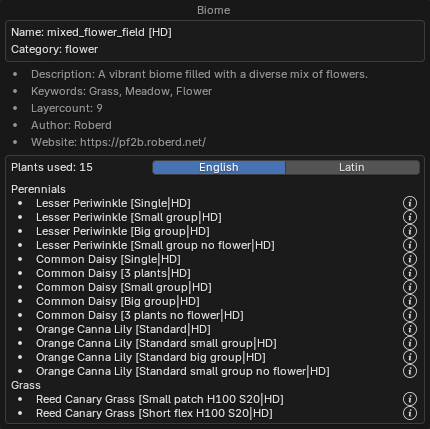 Biome
Name: mixed_flower_field [HD]
Category: flower
• Description: A vibrant biome filled with a diverse mix of flowers.
• Keywords: Grass, Meadow, Flower
• Layercount: 9
• Author: Roberd
• Website: https://pf2b.roberd.net/
Plants used: 15 English Latin
Perennials
• Lesser Periwinkle [Single|HD]
• Lesser Periwinkle [Small group|HD]
• Lesser Periwinkle [Big group|HD]
• Lesser Periwinkle [Small group no flower|HD]
• Common Daisy [Single|HD]
• Common Daisy [3 plants|HD]
• Common Daisy [Small group|HD]
• Common Daisy [Big group|HD]
• Common Daisy [3 plants no flower|HD]
• Orange Canna Lily [Standard|HD]
• Orange Canna Lily [Standard small group|HD]
• Orange Canna Lily [Standard big group|HD]
• Orange Canna Lily [Standard small group no flower|HD]
Grass
• Reed Canary Grass [Small patch H100 S20|HD]
• Reed Canary Grass [Short flex H100 S20|HD]